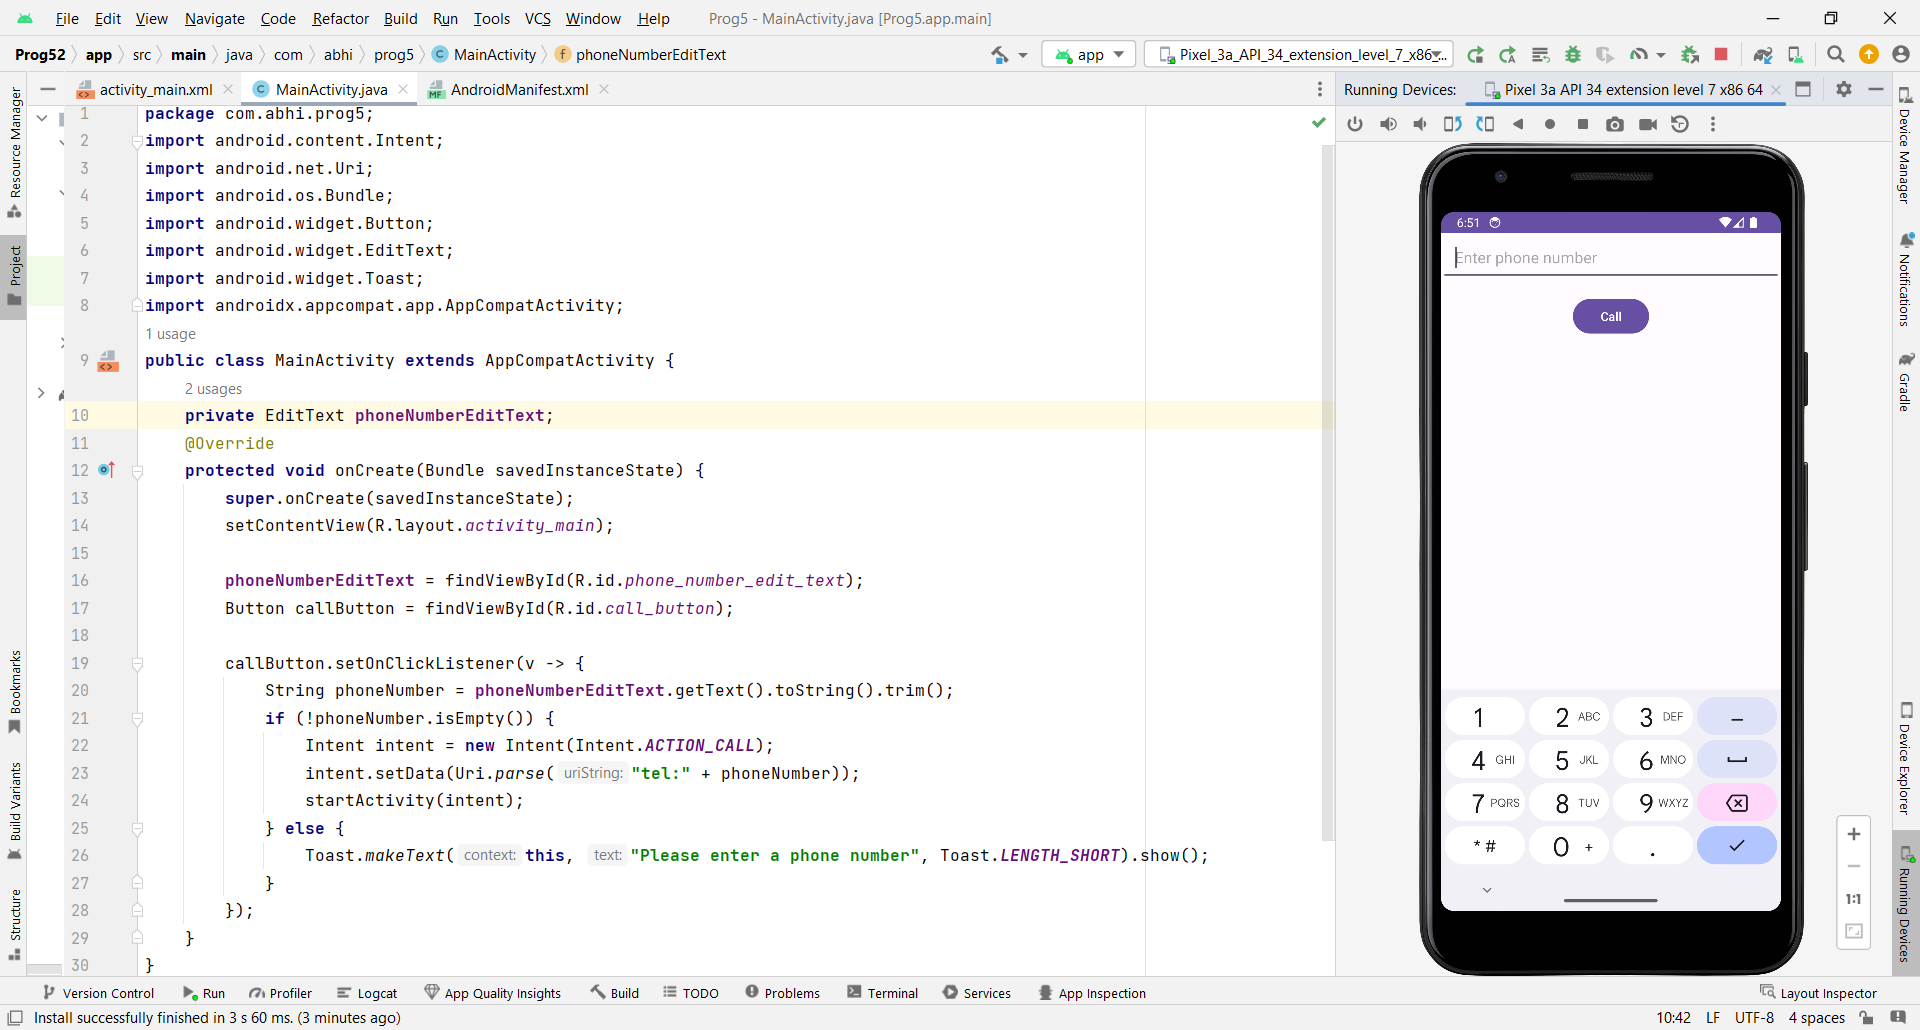 File Edit View Navigate Code Refactor Build Run Tools VCS Window Help Prog5 - MainActivity.java [Prog5.app.main]
Prog52 app src main java com abhi prog5 C MainActivity f phoneNumberEditText app Pixel_3a_API_34_extension_level_7_x86
activity_main.xml C MainActivity.java MF AndroidManifest.xml Running Devices: Pixel 3a API 34 extension level 7 x86 64
Resource Manager
Project
Bookmarks
Build Variants
Structure
1 package com.abhi.prog5;
2 import android.content.Intent;
3 import android.net.Uri;
4 import android.os.Bundle;
5 import android.widget.Button;
6 import android.widget.EditText;
7 import android.widget.Toast;
8 import androidx.appcompat.app.AppCompatActivity;
1 usage
9 public class MainActivity extends AppCompatActivity {
2 usages
10 private EditText phoneNumberEditText;
11 @Override
12 protected void onCreate(Bundle savedInstanceState) {
13 super.onCreate(savedInstanceState);
14 setContentView(R.layout.activity_main);
15
16 phoneNumberEditText = findViewById(R.id.phone_number_edit_text);
17 Button callButton = findViewById(R.id.call_button);
18
19 callButton.setOnClickListener(v -> {
20 String phoneNumber = phoneNumberEditText.getText().toString().trim();
21 if (!phoneNumber.isEmpty()) {
22 Intent intent = new Intent(Intent.ACTION_CALL);
23 intent.setData(Uri.parse( uriString: "tel:" + phoneNumber));
24 startActivity(intent);
25 } else {
26 Toast.makeText( context: this, text: "Please enter a phone number", Toast.LENGTH_SHORT).show();
27 }
28 });
29 }
30 }
6:51
Enter phone number
Call
1 2 ABC 3 DEF –
4 GHI 5 JKL 6 MNO
7 PQRS 8 TUV 9 WXYZ
* # 0 + .
1:1
Device Manager
Notifications
Gradle
Device Explorer
Running Devices
Version Control Run Profiler Logcat App Quality Insights Build TODO Problems Terminal Services App Inspection Layout Inspector
Install successfully finished in 3 s 60 ms. (3 minutes ago) 10:42 LF UTF-8 4 spaces